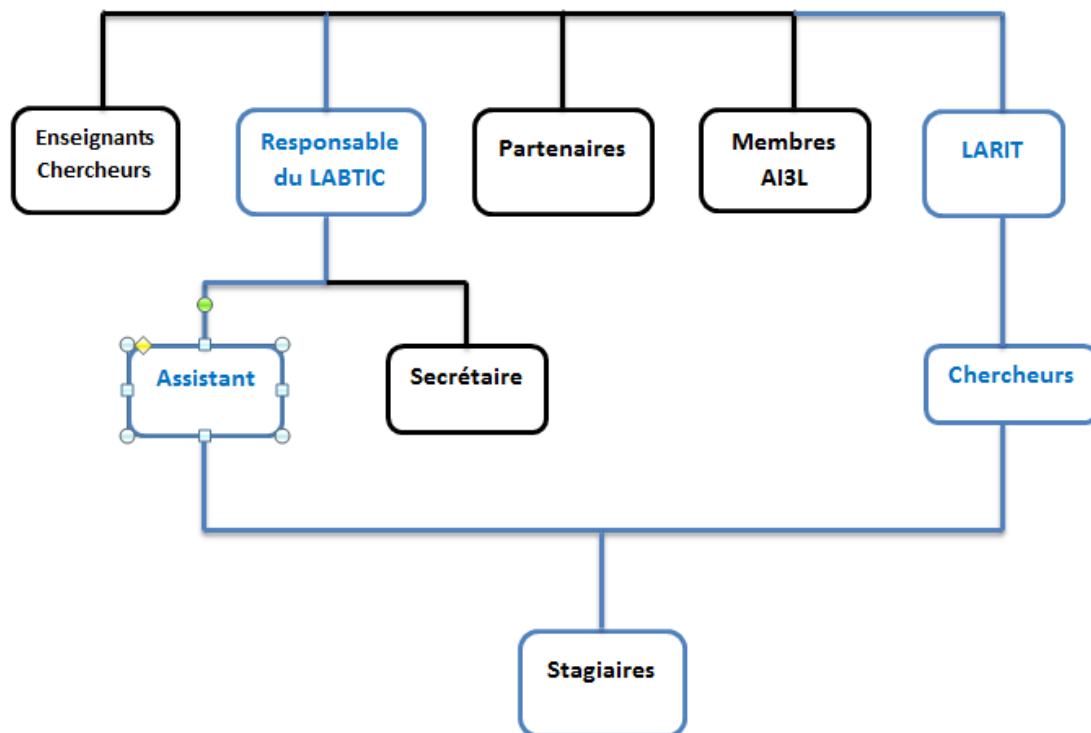 Enseignants
Chercheurs
Responsable
du LABTIC
Partenaires
Membres
AI3L
LARIT
Assistant
Secrétaire
Chercheurs
Stagiaires